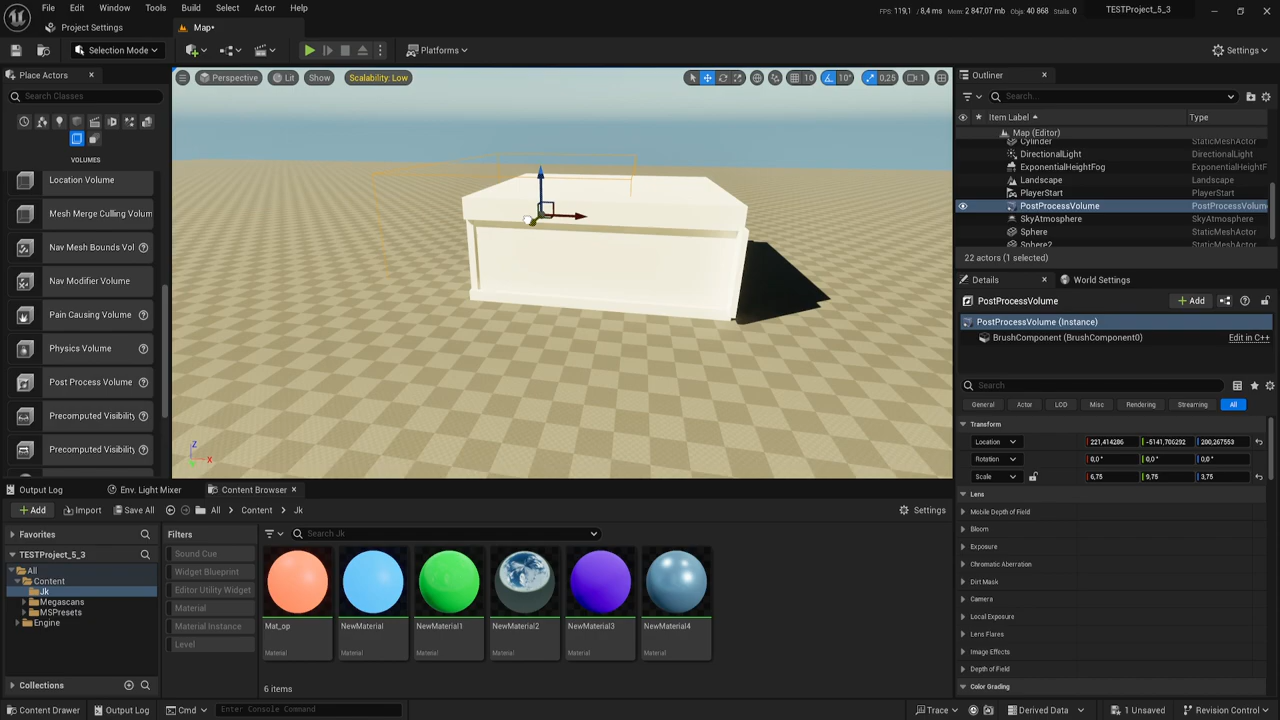 File Edit Window Tools Build Select Actor Help
FPS: 119,1 / 8,4 ms Mem: 2 847,07 mb Objs: 40 868 Stalls: 0
TESTProject_5_3
Project Settings
Map*
Selection Mode
Platforms
Settings
Place Actors
Search Classes
VOLUMES
Location Volume
Mesh Merge Culling Volum
Nav Mesh Bounds Vol
Nav Modifier Volume
Pain Causing Volume
Physics Volume
Post Process Volume
Precomputed Visibility
Precomputed Visibility
Perspective Lit Show Scalability: Low
10 10° 0,25 1
Z
X
Outliner
Search...
Item Label Type
Map (Editor)
Cylinder StaticMeshActor
DirectionalLight DirectionalLight
ExponentialHeightFog ExponentialHeightF
Landscape Landscape
PlayerStart PlayerStart
PostProcessVolume PostProcessVolum
SkyAtmosphere SkyAtmosphere
Sphere StaticMeshActor
Sphere2 StaticMeshActor
22 actors (1 selected)
Details World Settings
PostProcessVolume
Add
PostProcessVolume (Instance)
BrushComponent (BrushComponent0) Edit in C++
Search
General Actor LOD Misc Rendering Streaming All
Transform
Location 221,414286 -5141,706292 200,267553
Rotation 0,0° 0,0° 0,0°
Scale 6,75 9,75 3,75
Lens
Mobile Depth of Field
Bloom
Exposure
Chromatic Aberration
Dirt Mask
Camera
Local Exposure
Lens Flares
Image Effects
Depth of Field
Color Grading
Output Log Env. Light Mixer Content Browser
Add Import Save All All Content Jk Settings
Favorites
TESTProject_5_3
All
Content
Jk
Megascans
MSPresets
Engine
Collections
Filters
Sound Cue
Widget Blueprint
Editor Utility Widget
Material
Material Instance
Level
Search Jk
Mat_op
Material
NewMaterial
Material
NewMaterial1
Material
NewMaterial2
Material
NewMaterial3
Material
NewMaterial4
Material
6 items
Content Drawer Output Log Cmd Enter Console Command Trace Derived Data 1 Unsaved Revision Control